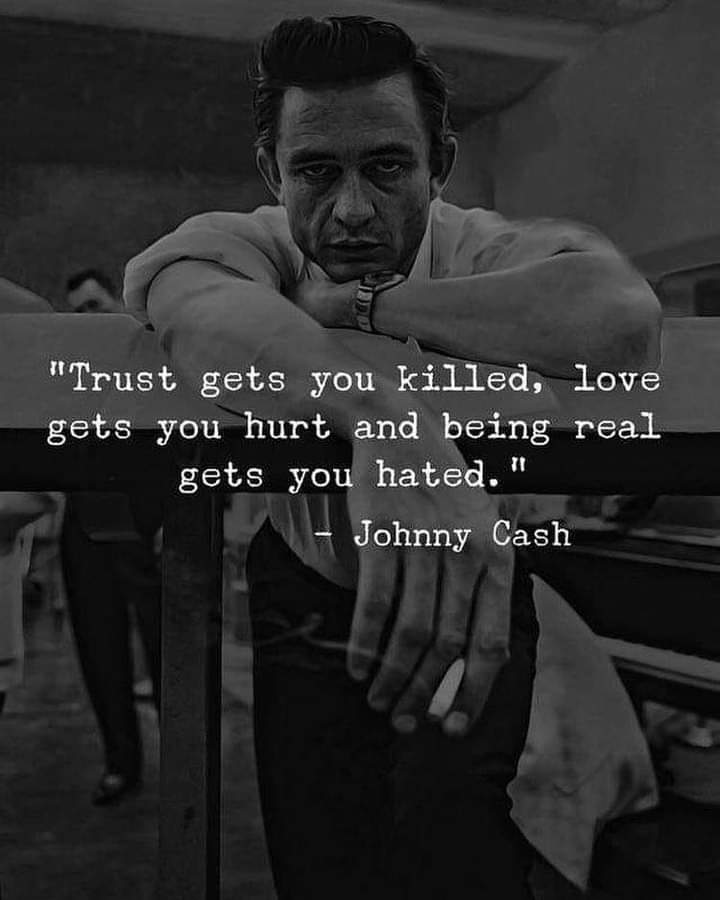 "Trust gets you killed, love
gets you hurt and being real
gets you hated."
– Johnny Cash